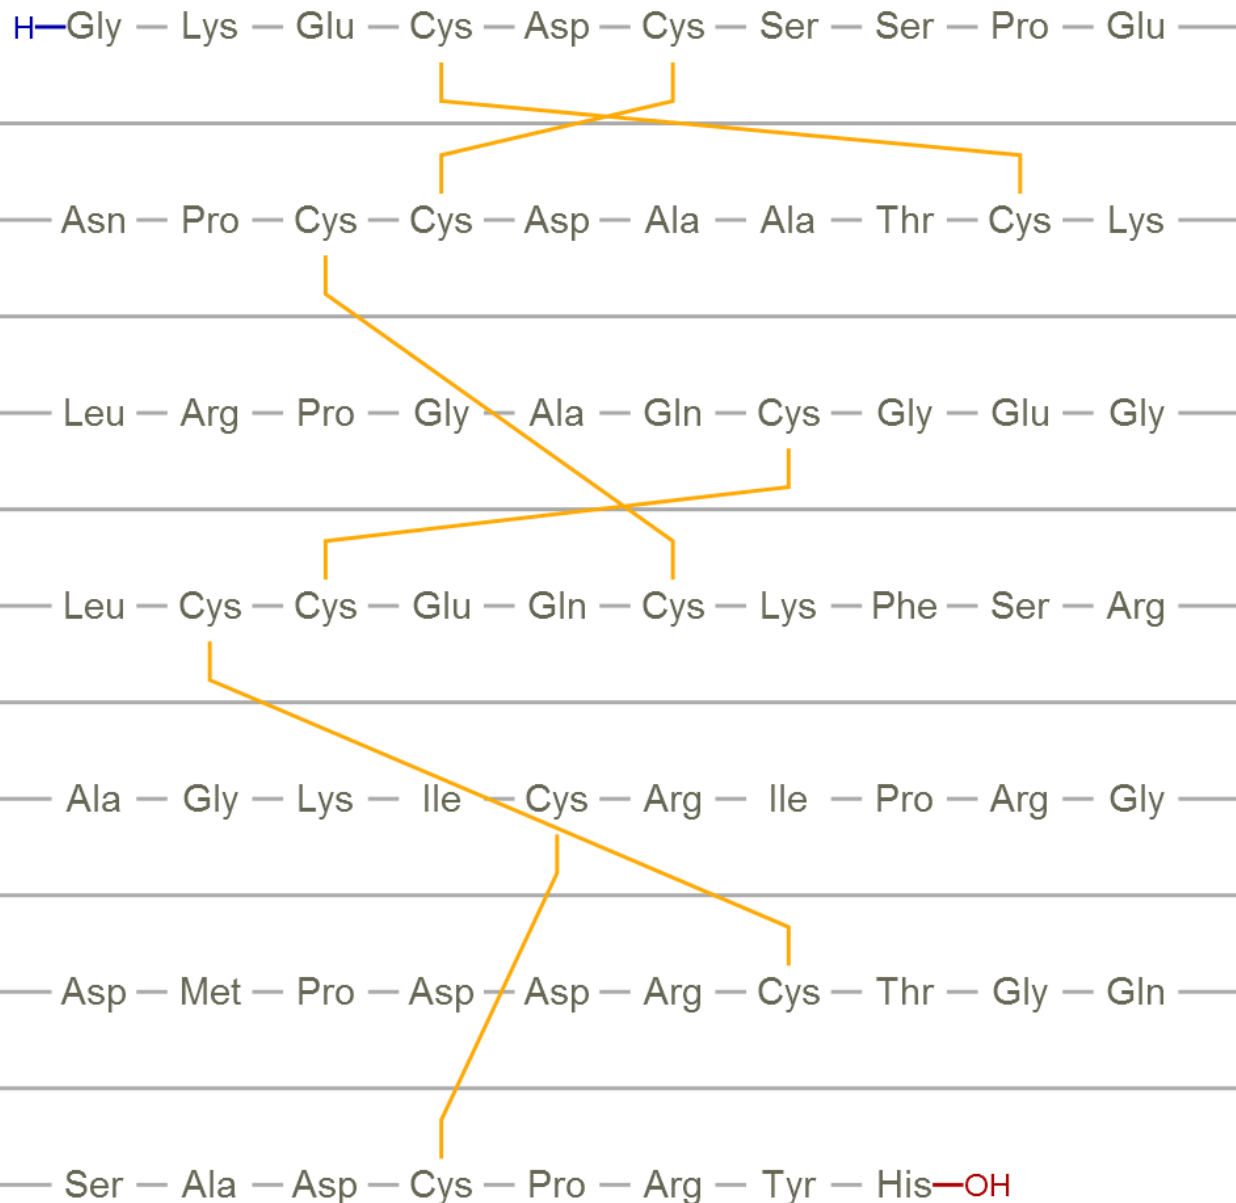 H—Gly — Lys — Glu — Cys — Asp — Cys — Ser — Ser — Pro — Glu —
— Asn — Pro — Cys — Cys — Asp — Ala — Ala — Thr — Cys — Lys
— Leu — Arg — Pro — Gly — Ala — Gln — Cys — Gly — Glu — Gly —
— Leu — Cys — Cys — Glu — Gln — Cys — Lys — Phe — Ser — Arg —
— Ala — Gly — Lys — Ile — Cys — Arg — Ile — Pro — Arg — Gly —
— Asp — Met — Pro — Asp — Asp — Arg — Cys — Thr — Gly — Gln —
— Ser — Ala — Asp — Cys — Pro — Arg — Tyr — His—OH